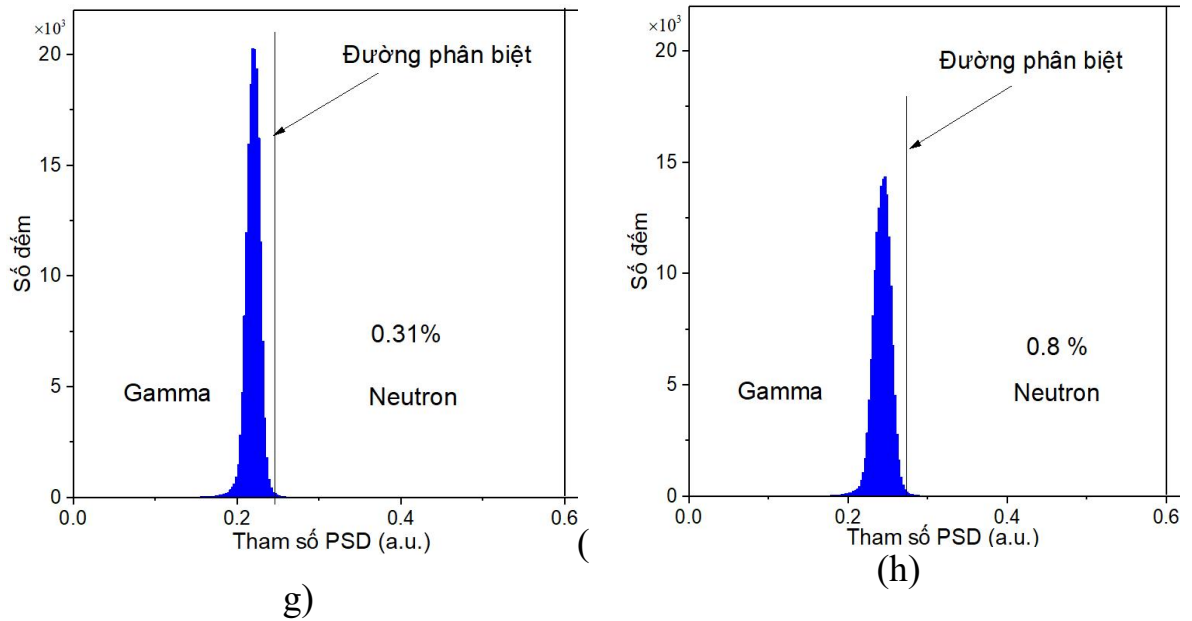 ×10³
20
15
10
5
0
Số đếm
Đường phân biệt
0.31%
Gamma
Neutron
0.0
0.2
0.4
0.6
Tham số PSD (a.u.)
(
g)
×10³
20
15
10
5
0
Số đếm
Đường phân biệt
0.8 %
Gamma
Neutron
0.0
0.2
0.4
0.6
Tham số PSD (a.u.)
(h)